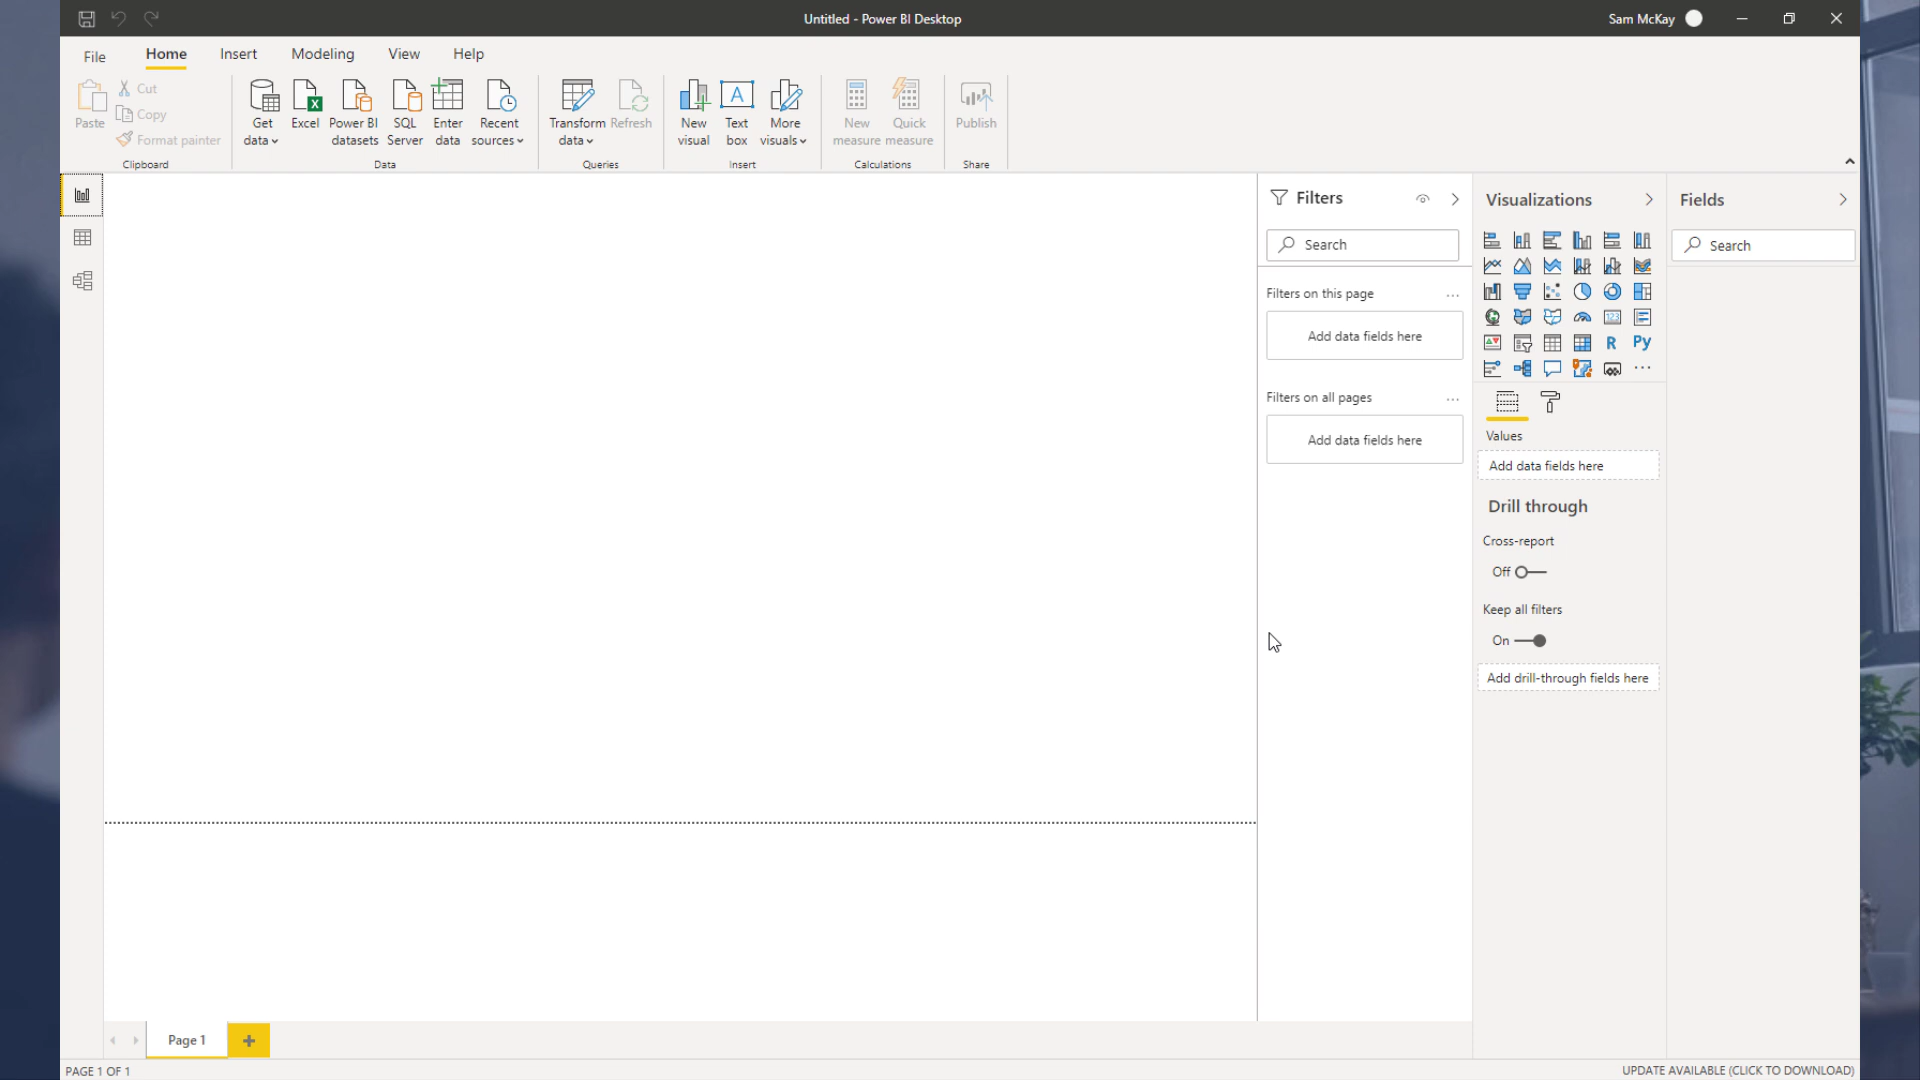 Untitled - Power BI Desktop
Sam McKay
File
Home
Insert
Modeling
View
Help
Paste
Cut
Copy
Format painter
Clipboard
Get
data
Excel
Power BI
datasets
SQL
Server
Enter
data
Recent
sources
Data
Transform
data
Refresh
Queries
New
visual
Text
box
More
visuals
Insert
New
measure
Quick
measure
Calculations
Publish
Share
Filters
Search
Filters on this page
...
Add data fields here
Filters on all pages
...
Add data fields here
Visualizations
123
R
Py
...
Values
Add data fields here
Drill through
Cross-report
Off
Keep all filters
On
Add drill-through fields here
Fields
Search
Page 1
PAGE 1 OF 1
UPDATE AVAILABLE (CLICK TO DOWNLOAD)